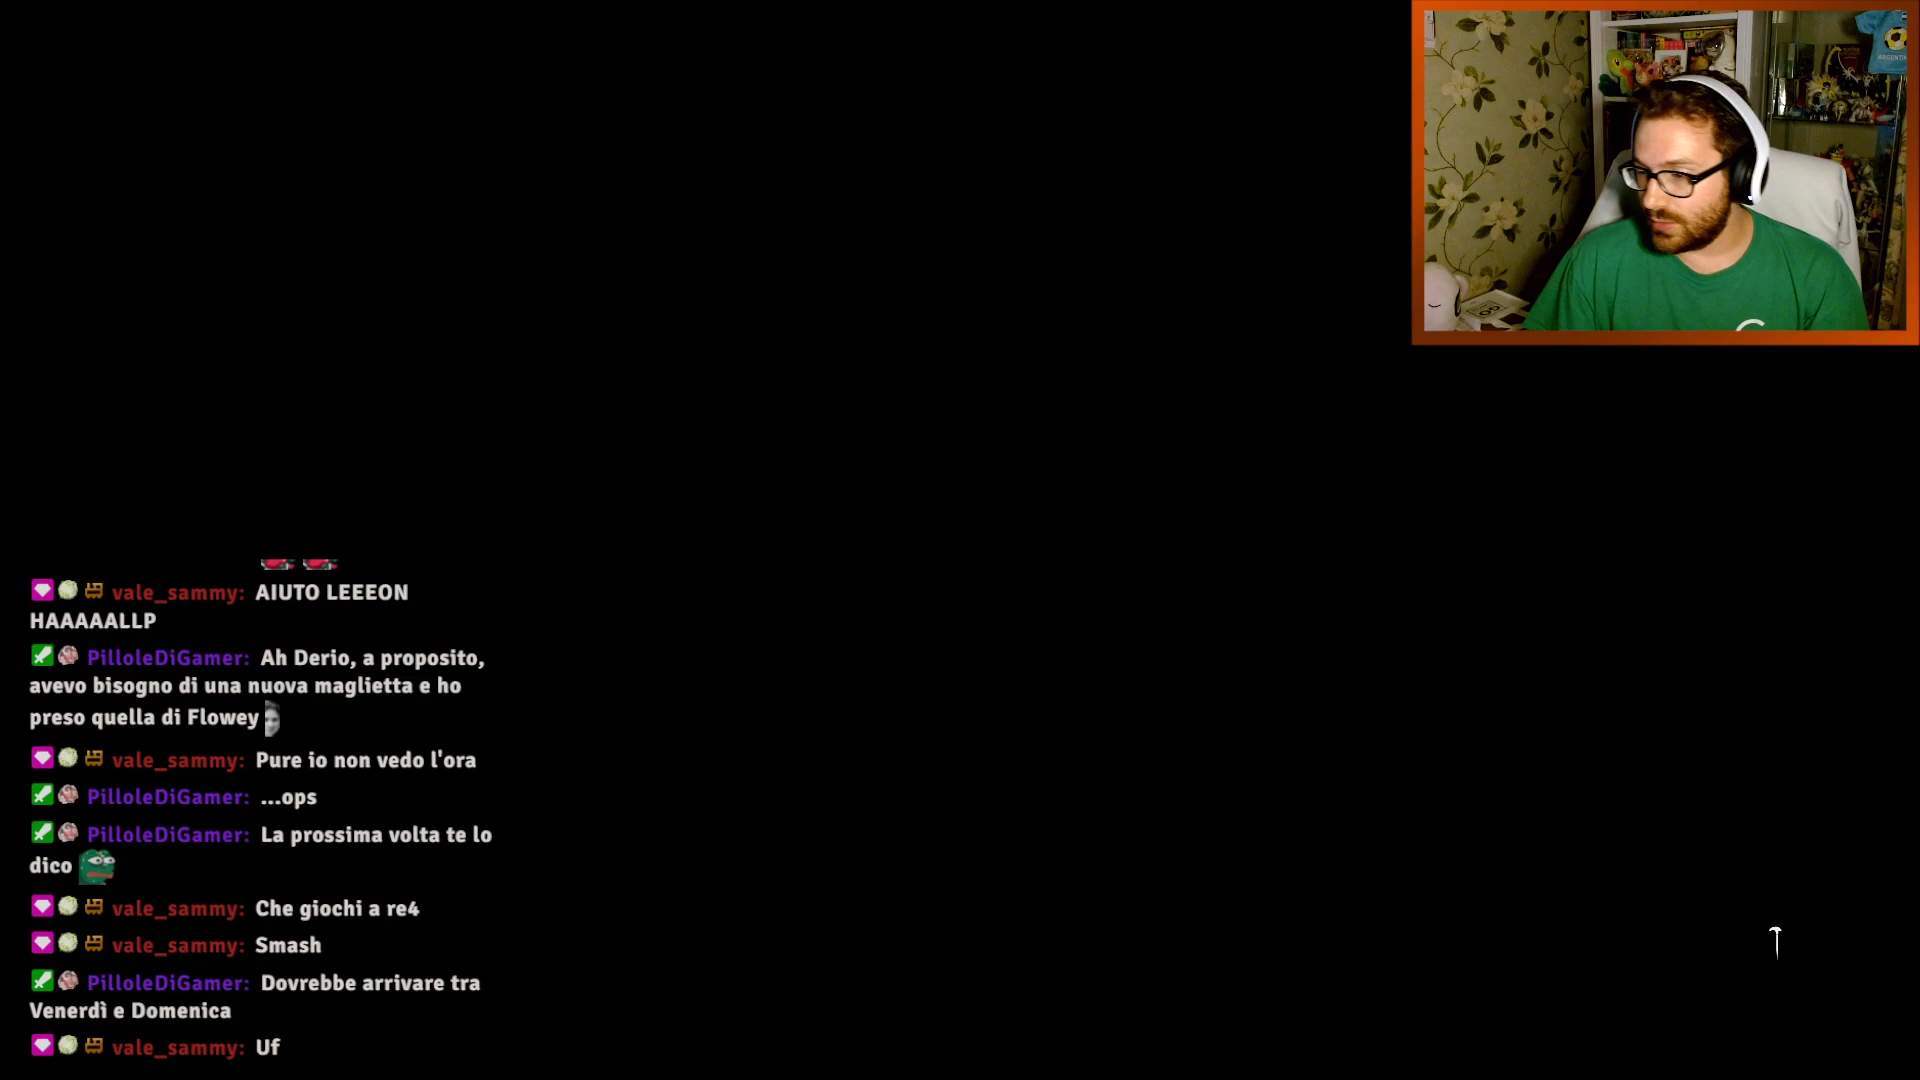 vale_sammy: AIUTO LEEEON
HAAAAALLP
PilloleDiGamer: Ah Derio, a proposito,
avevo bisogno di una nuova maglietta e ho
preso quella di Flowey
vale_sammy: Pure io non vedo l'ora
PilloleDiGamer: ...ops
PilloleDiGamer: La prossima volta te lo
dico
vale_sammy: Che giochi a re4
vale_sammy: Smash
PilloleDiGamer: Dovrebbe arrivare tra
Venerdì e Domenica
vale_sammy: Uf
ARGENTINA